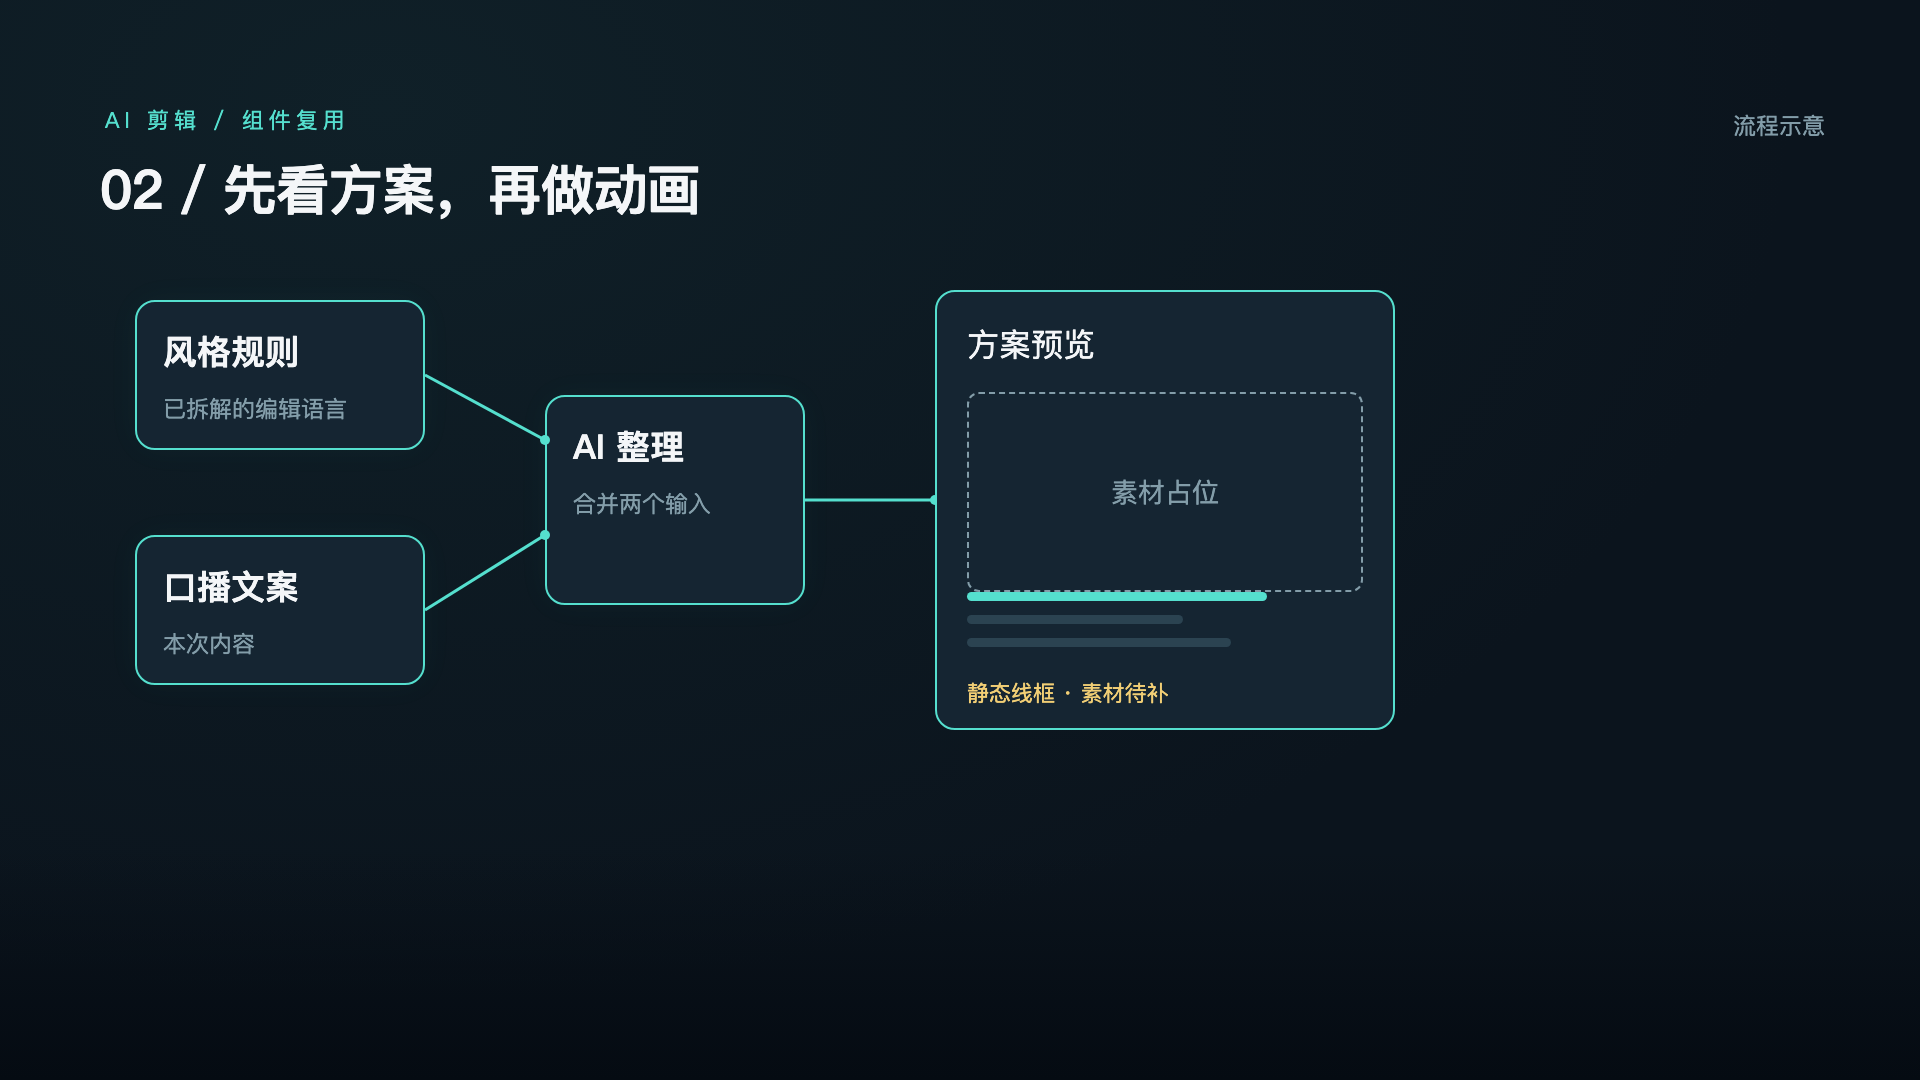 AI 剪辑 / 组件复用
流程示意
02 / 先看方案，再做动画
风格规则
已拆解的编辑语言
口播文案
本次内容
AI 整理
合并两个输入
方案预览
素材占位
静态线框 · 素材待补